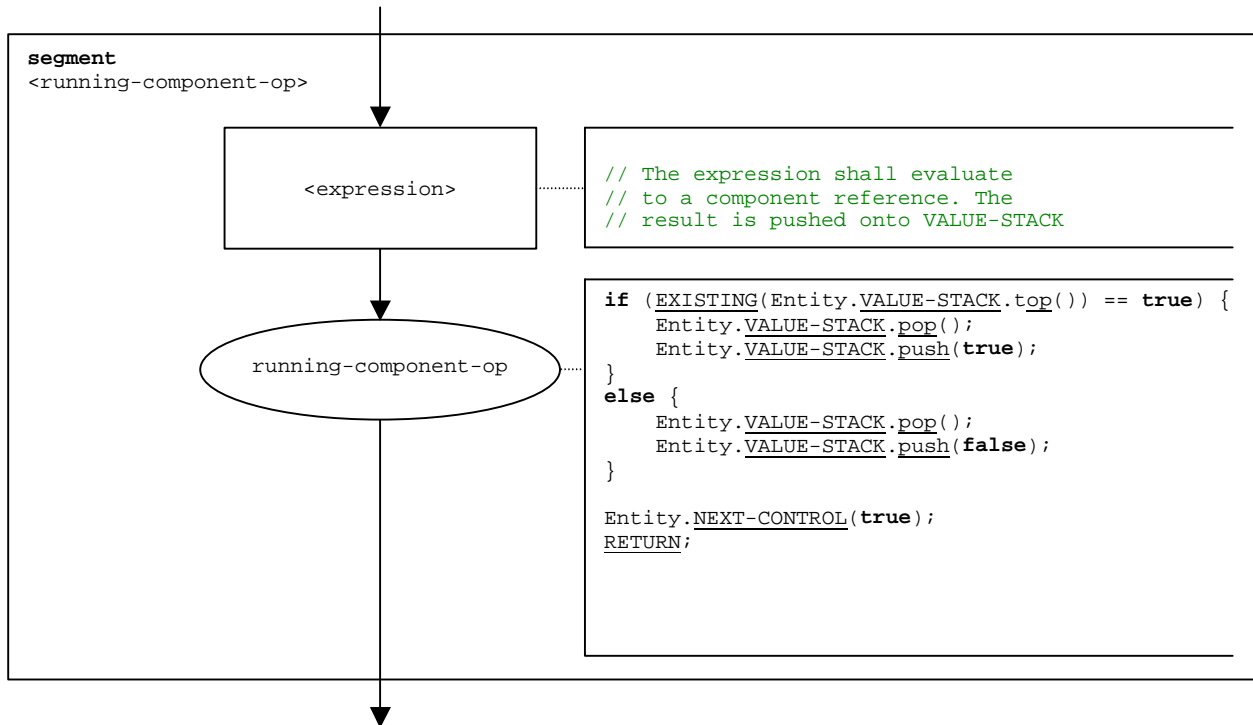 segment
<running-component-op>
<expression>
// The expression shall evaluate
// to a component reference. The
// result is pushed onto VALUE-STACK
running-component-op
if (EXISTING(Entity.VALUE-STACK.top()) == true) {
    Entity.VALUE-STACK.pop();
    Entity.VALUE-STACK.push(true);
}
else {
    Entity.VALUE-STACK.pop();
    Entity.VALUE-STACK.push(false);
}
Entity.NEXT-CONTROL(true);
RETURN;